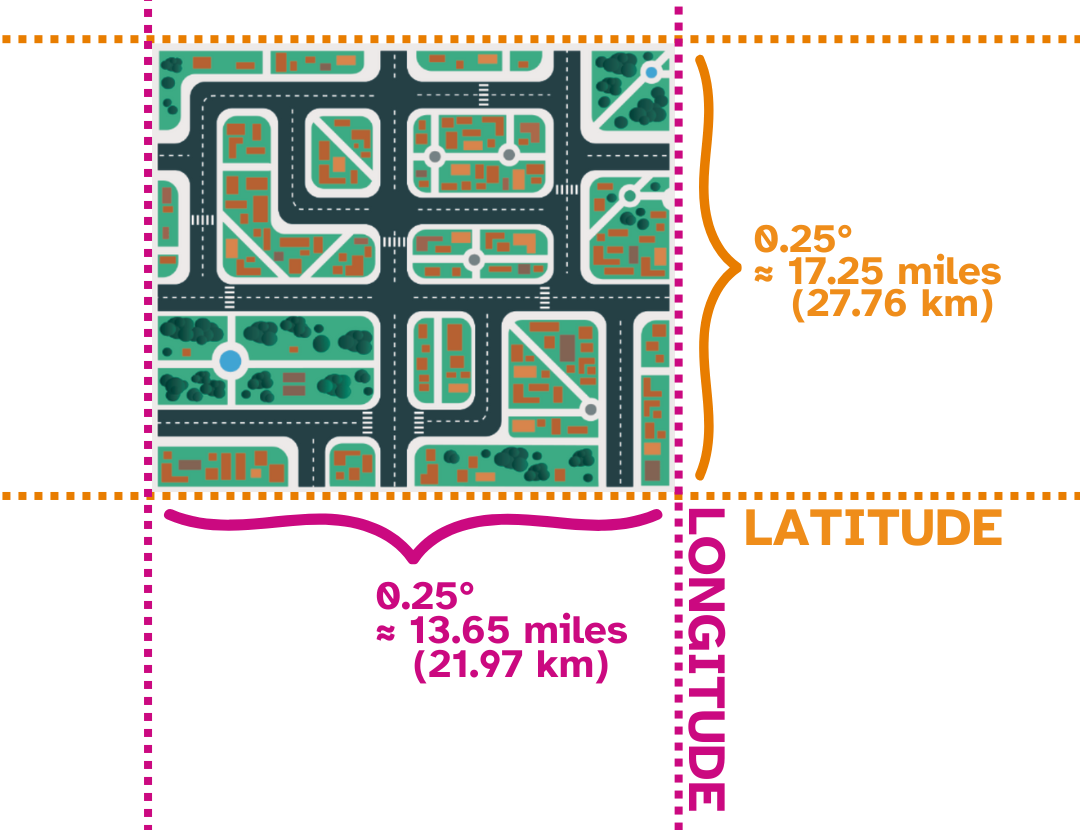 0.25°
≈ 17.25 miles
(27.76 km)
LATITUDE
LONGITUDE
0.25°
≈ 13.65 miles
(21.97 km)